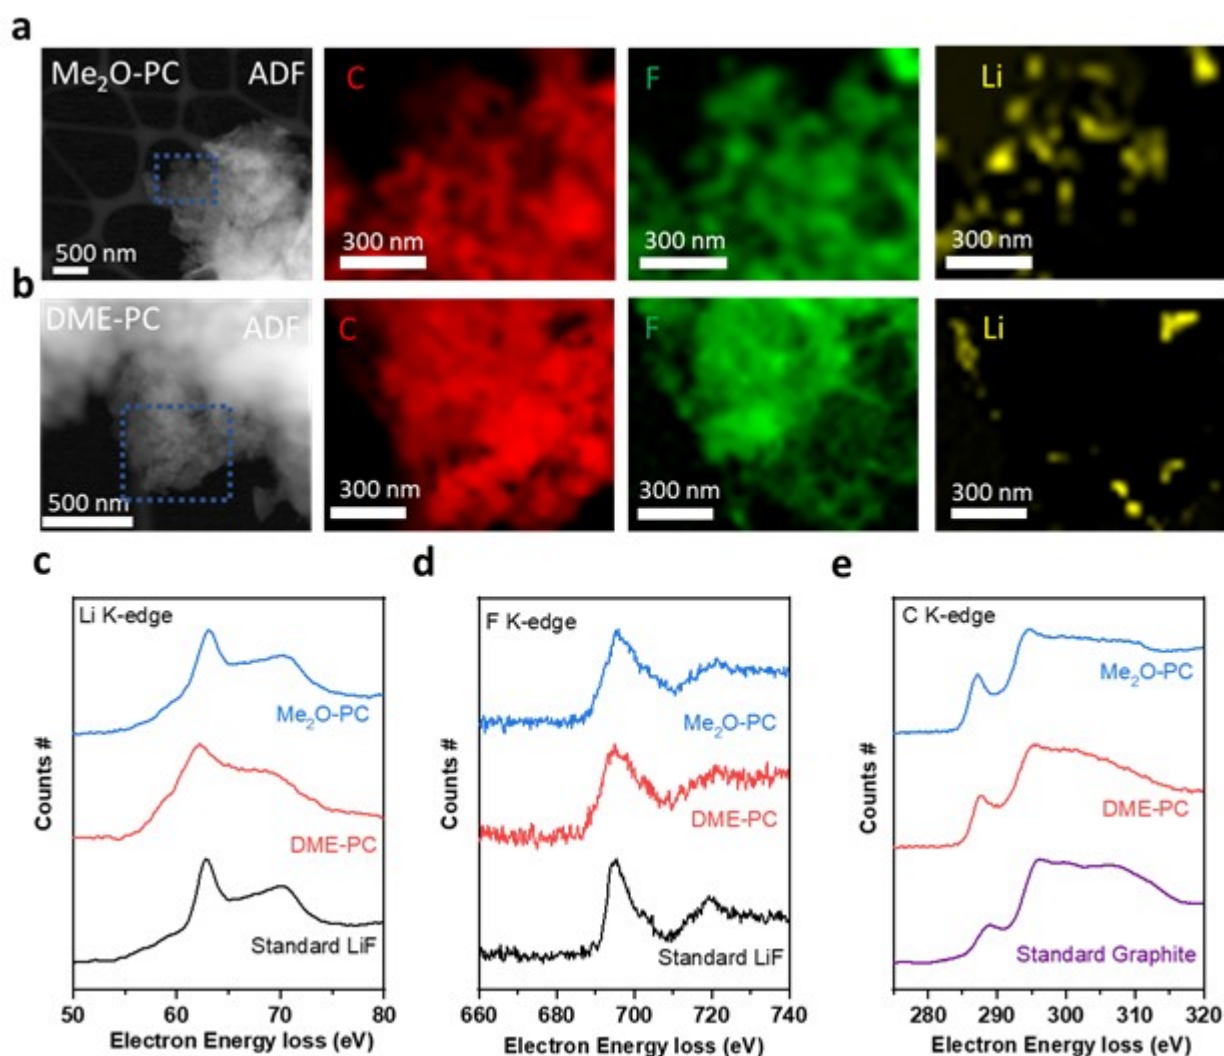 a
Me₂O-PC ADF
500 nm
C
300 nm
F
300 nm
Li
300 nm
b
DME-PC
ADF
500 nm
C
300 nm
F
300 nm
Li
300 nm
c
Li K-edge
Me₂O-PC
DME-PC
Standard LiF
Counts #
50 60 70 80
Electron Energy loss (eV)
d
F K-edge
Me₂O-PC
DME-PC
Standard LiF
Counts #
660 680 700 720 740
Electron Energy loss (eV)
e
C K-edge
Me₂O-PC
DME-PC
Standard Graphite
Counts #
280 290 300 310 320
Electron Energy loss (eV)